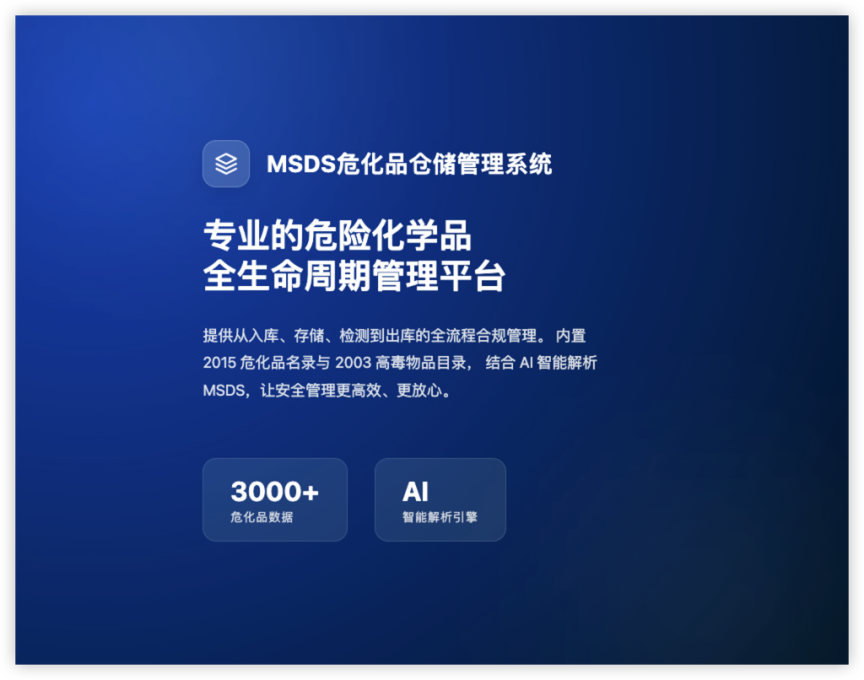 MSDS危化品仓储管理系统
专业的危险化学品
全生命周期管理平台
提供从入库、存储、检测到出库的全流程合规管理。 内置
2015 危化品名录与 2003 高毒物品目录， 结合 AI 智能解析
MSDS，让安全管理更高效、更放心。
3000+
危化品数据
AI
智能解析引擎